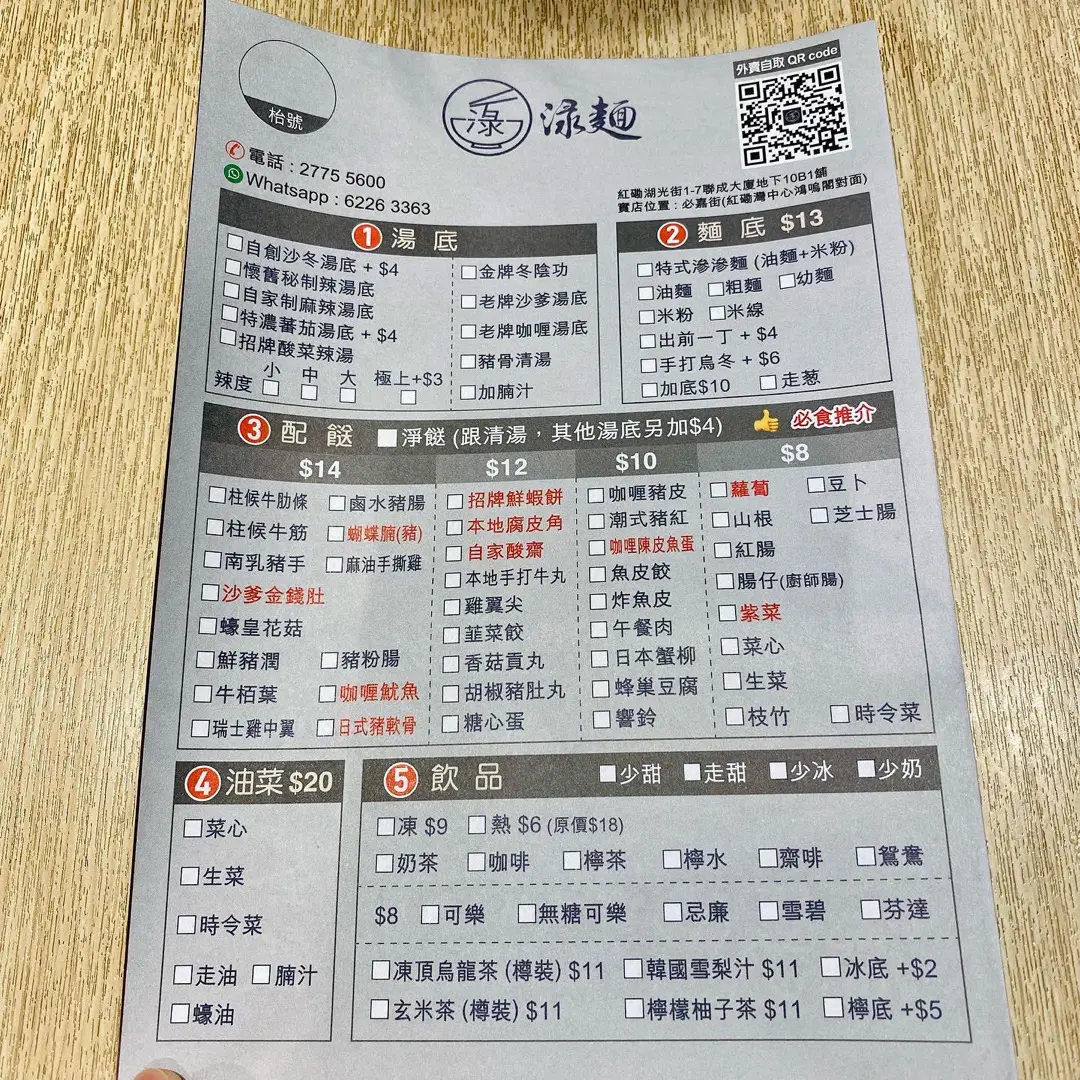 枱號
渌
渌麵
外賣自取 QR code
電話 : 2775 5600
Whatsapp : 6226 3363
紅磡湖光街1-7聯成大廈地下10B1舖
實店位置 : 必嘉街(紅磡灣中心鴻鳴閣對面)
1 湯 底
自創沙冬湯底 + $4
懷舊秘制辣湯底
自家制麻辣湯底
特濃蕃茄湯底 + $4
招牌酸菜辣湯
辣度 小 中 大 極上+$3
金牌冬陰功
老牌沙爹湯底
老牌咖喱湯底
豬骨清湯
加腩汁
2 麵 底 $13
特式滲滲麵 (油麵+米粉)
油麵 粗麵 幼麵
米粉 米線
出前一丁 + $4
手打烏冬 + $6
加底$10 走葱
3 配 餸 淨餸 (跟清湯，其他湯底另加$4) 必食推介
$14
柱候牛肋條 鹵水豬腸
柱候牛筋 蝴蝶腩(豬)
南乳豬手 麻油手撕雞
沙爹金錢肚
蠔皇花菇
鮮豬潤 豬粉腸
牛栢葉 咖喱魷魚
瑞士雞中翼 日式豬軟骨
$12
招牌鮮蝦餅
本地腐皮角
自家酸齋
本地手打牛丸
雞翼尖
韮菜餃
香菇貢丸
胡椒豬肚丸
糖心蛋
$10
咖喱豬皮
潮式豬紅
咖哩陳皮魚蛋
魚皮餃
炸魚皮
午餐肉
日本蟹柳
蜂巢豆腐
響鈴
$8
蘿蔔 豆卜
山根 芝士腸
紅腸
腸仔(廚師腸)
紫菜
菜心
生菜
枝竹 時令菜
4 油菜 $20
菜心
生菜
時令菜
走油 腩汁
蠔油
5 飲 品 少甜 走甜 少冰 少奶
凍 $9 熱 $6 (原價$18)
奶茶 咖啡 檸茶 檸水 齋啡 鴛鴦
$8 可樂 無糖可樂 忌廉 雪碧 芬達
凍頂烏龍茶 (樽裝) $11 韓國雪梨汁 $11 冰底 +$2
玄米茶 (樽裝) $11 檸檬柚子茶 $11 檸底 +$5